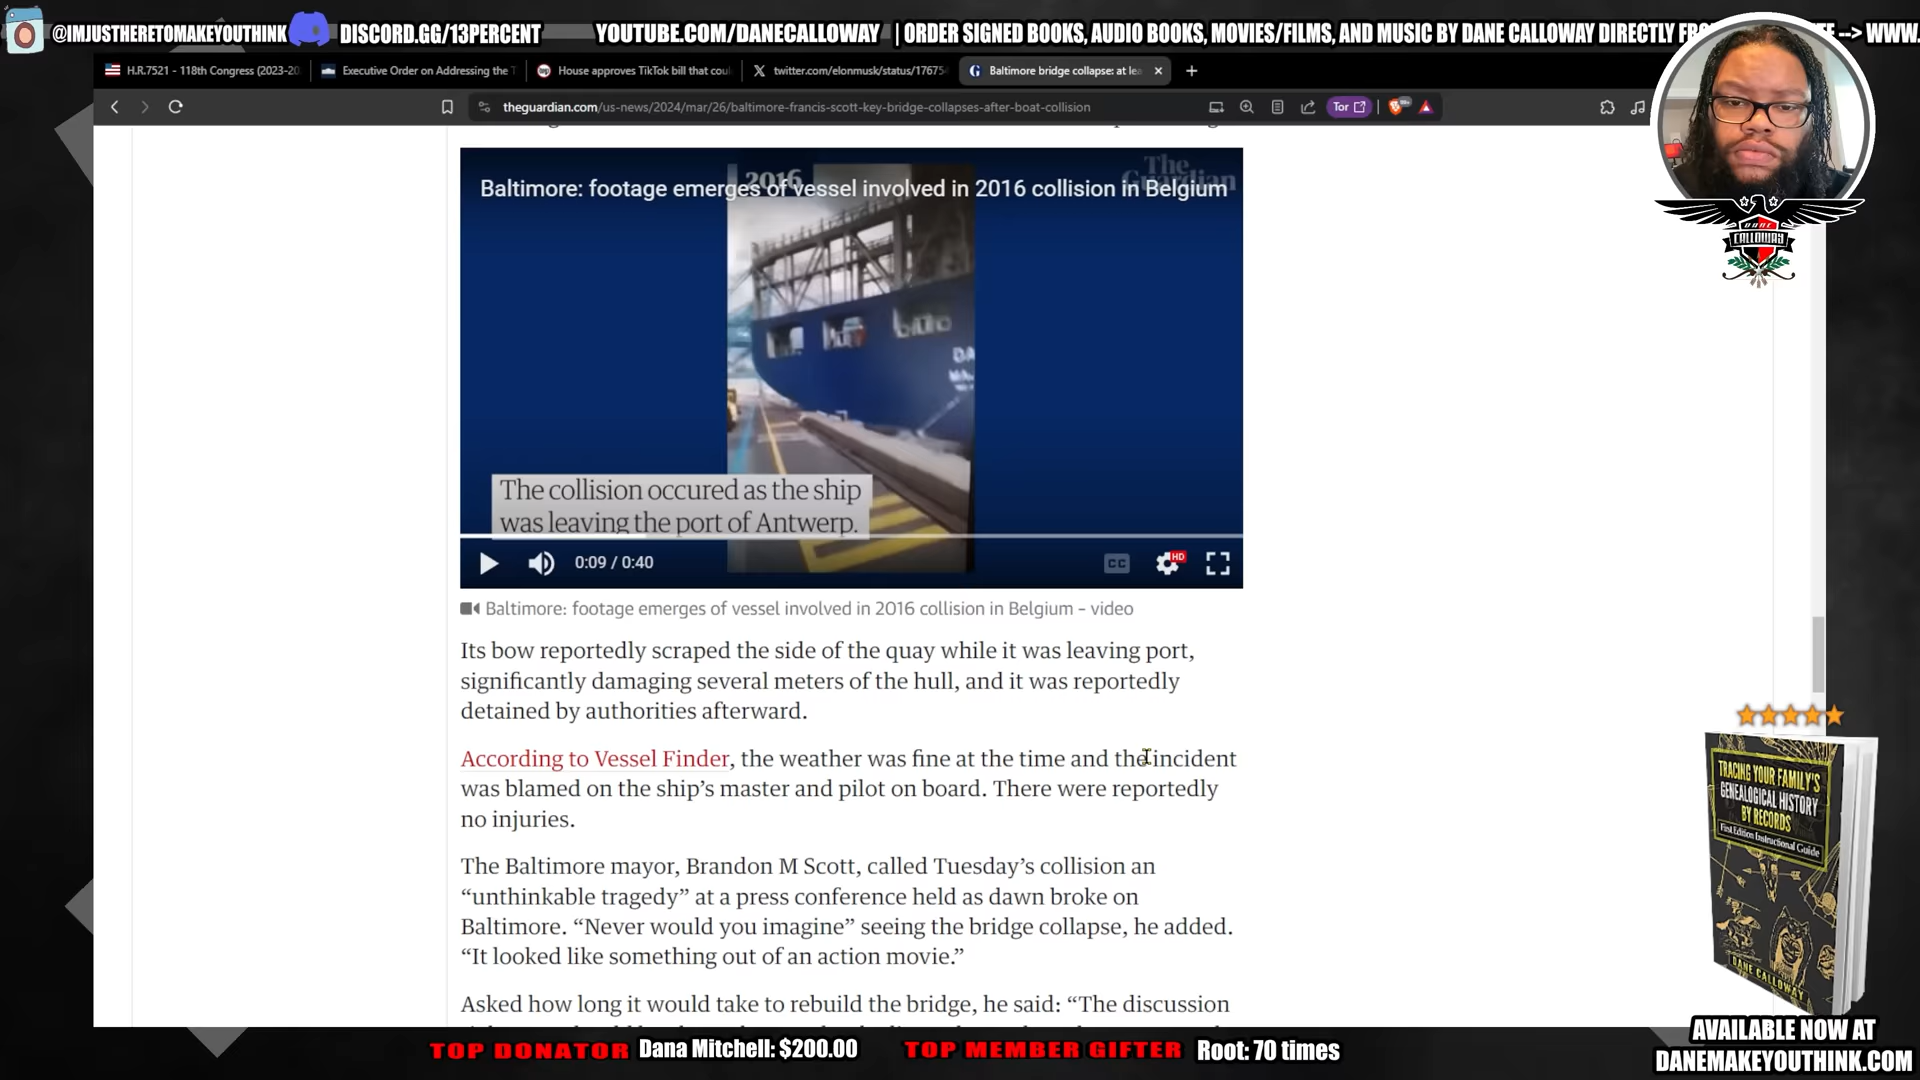 @IMJUSTHERETOMAKEYOUTHINK DISCORD.GG/13PERCENT YOUTUBE.COM/DANECALLOWAY | ORDER SIGNED BOOKS, AUDIO BOOKS, MOVIES/FILMS, AND MUSIC BY DANE CALLOWAY DIRECTLY --> WWW.
H.R.7521 - 118th Congress (2023-20 Executive Order on Addressing the T House approves TikTok bill that coul twitter.com/elonmusk/status/17675 Baltimore bridge collapse: at lea
theguardian.com/us-news/2024/mar/26/baltimore-francis-scott-key-bridge-collapses-after-boat-collision Tor
The Guardian
2016
Baltimore: footage emerges of vessel involved in 2016 collision in Belgium
DANE
CALLOWAY
The collision occured as the ship
was leaving the port of Antwerp.
0:09 / 0:40 CC HD
Baltimore: footage emerges of vessel involved in 2016 collision in Belgium – video
Its bow reportedly scraped the side of the quay while it was leaving port,
significantly damaging several meters of the hull, and it was reportedly
detained by authorities afterward.
According to Vessel Finder, the weather was fine at the time and the incident
was blamed on the ship’s master and pilot on board. There were reportedly
no injuries.
The Baltimore mayor, Brandon M Scott, called Tuesday’s collision an
“unthinkable tragedy” at a press conference held as dawn broke on
Baltimore. “Never would you imagine” seeing the bridge collapse, he added.
“It looked like something out of an action movie.”
Asked how long it would take to rebuild the bridge, he said: “The discussion
TRACING YOUR FAMILY'S
GENEALOGICAL HISTORY
BY RECORDS
First Edition Instructional Guide
DANE CALLOWAY
AVAILABLE NOW AT
DANEMAKEYOUTHINK.COM
TOP DONATOR Dana Mitchell: $200.00 TOP MEMBER GIFTER Root: 70 times